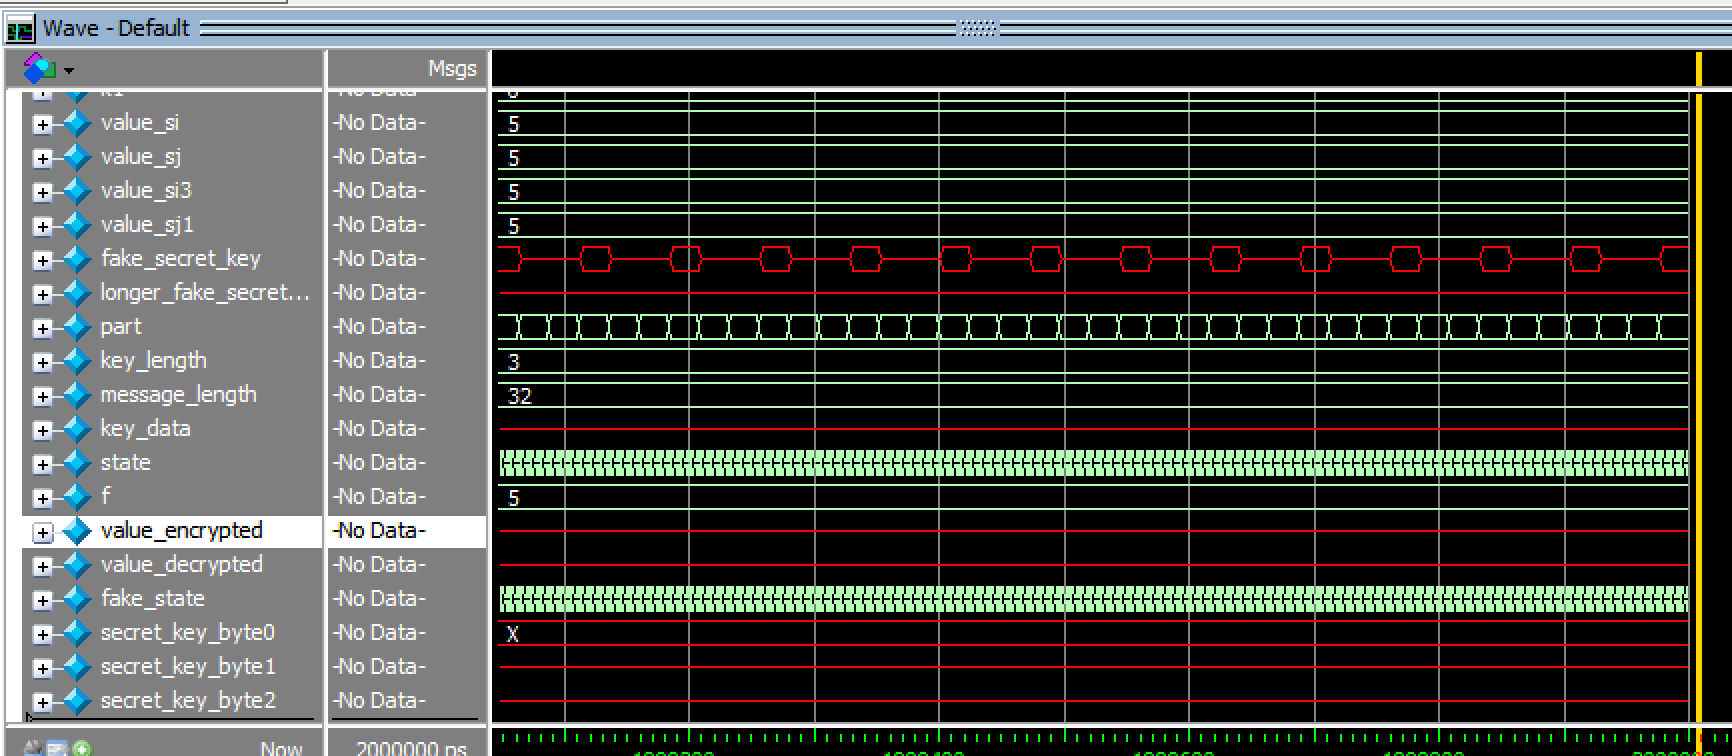 Wave - Default
Msgs
value_si -No Data- 5
value_sj -No Data- 5
value_si3 -No Data- 5
value_sj1 -No Data- 5
fake_secret_key -No Data-
longer_fake_secret... -No Data-
part -No Data-
key_length -No Data- 3
message_length -No Data- 32
key_data -No Data-
state -No Data-
f -No Data- 5
value_encrypted -No Data-
value_decrypted -No Data-
fake_state -No Data-
secret_key_byte0 -No Data- X
secret_key_byte1 -No Data-
secret_key_byte2 -No Data-
Now 2000000 ns